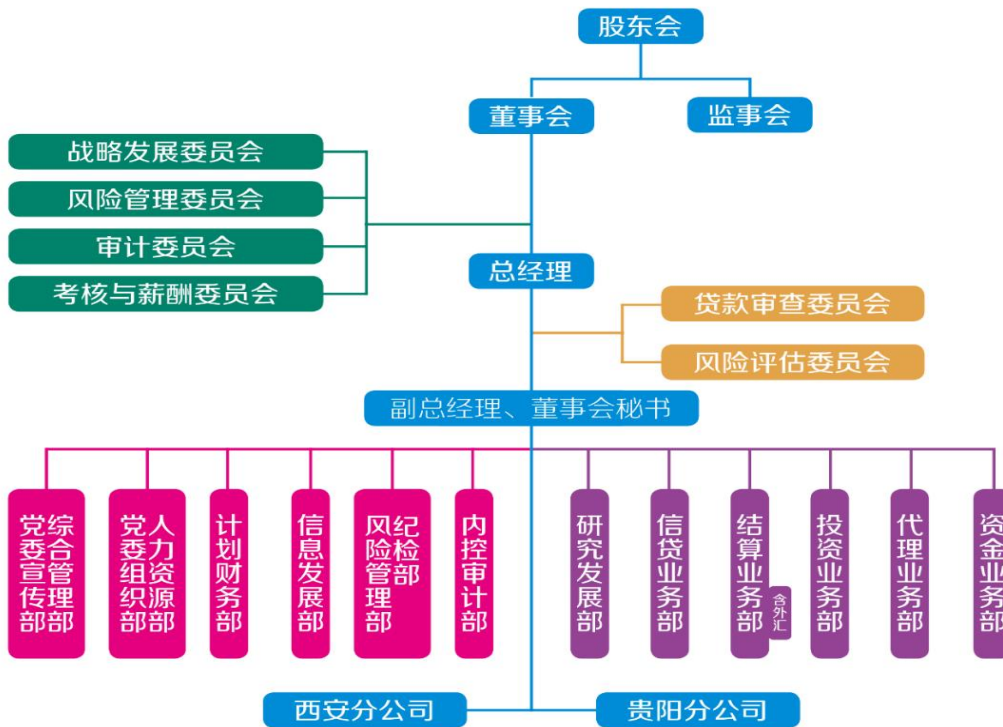 股东会
董事会
监事会
战略发展委员会
风险管理委员会
审计委员会
考核与薪酬委员会
总经理
贷款审查委员会
风险评估委员会
副总经理、董事会秘书
综合管理部
党委宣传部
人力资源部
党委组织部
计划财务部
信息发展部
纪检部
风险管理部
内控审计部
研究发展部
信贷业务部
结算业务部
含外汇
投资业务部
代理业务部
资金业务部
西安分公司
贵阳分公司